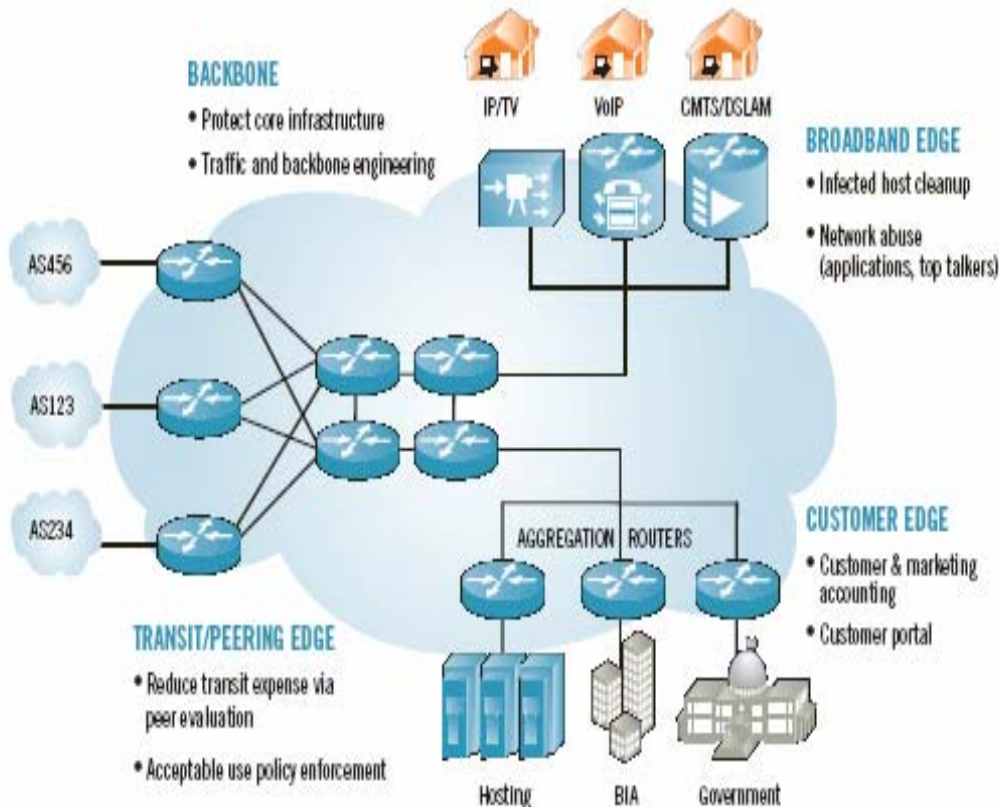 BACKBONE
• Protect core infrastructure
• Traffic and backbone engineering
IP/TV
VoIP
CMTS/DSLAM
BROADBAND EDGE
• Infected host cleanup
• Network abuse
(applications, top talkers)
AS456
AS123
AS234
AGGREGATION ROUTERS
CUSTOMER EDGE
• Customer & marketing
accounting
• Customer portal
TRANSIT/PEERING EDGE
• Reduce transit expense via
peer evaluation
• Acceptable use policy enforcement
Hosting
BIA
Government